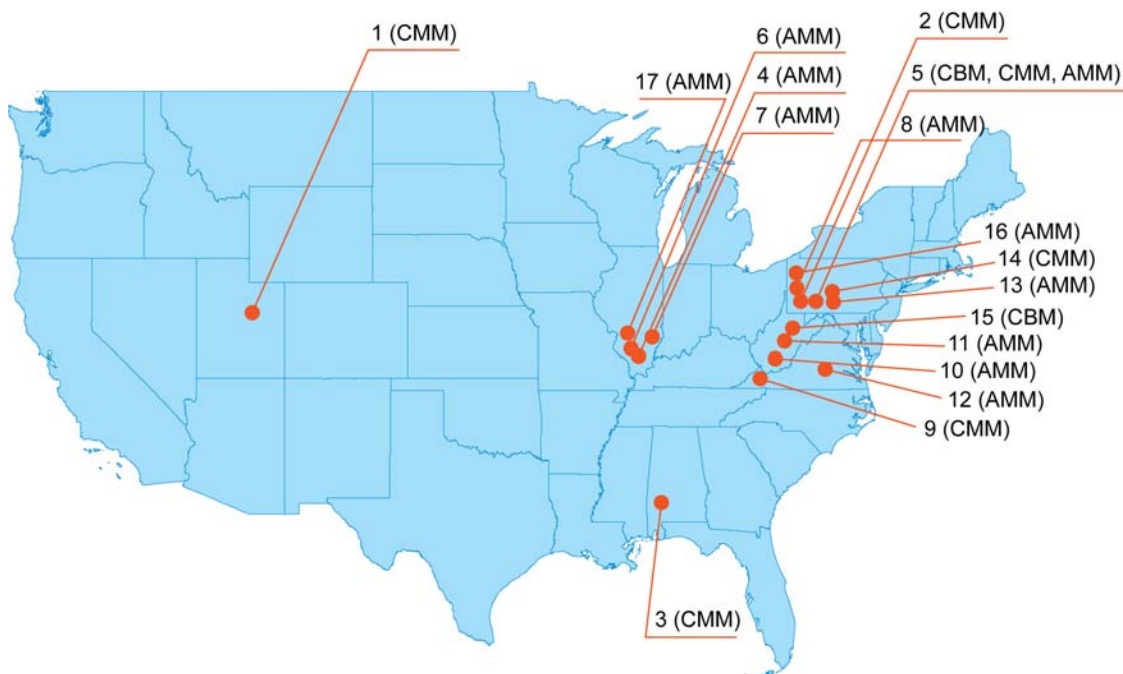 1 (CMM)
2 (CMM)
6 (AMM)
5 (CBM, CMM, AMM)
17 (AMM)
4 (AMM)
7 (AMM)
8 (AMM)
16 (AMM)
14 (CMM)
13 (AMM)
15 (CBM)
11 (AMM)
10 (AMM)
12 (AMM)
9 (CMM)
3 (CMM)